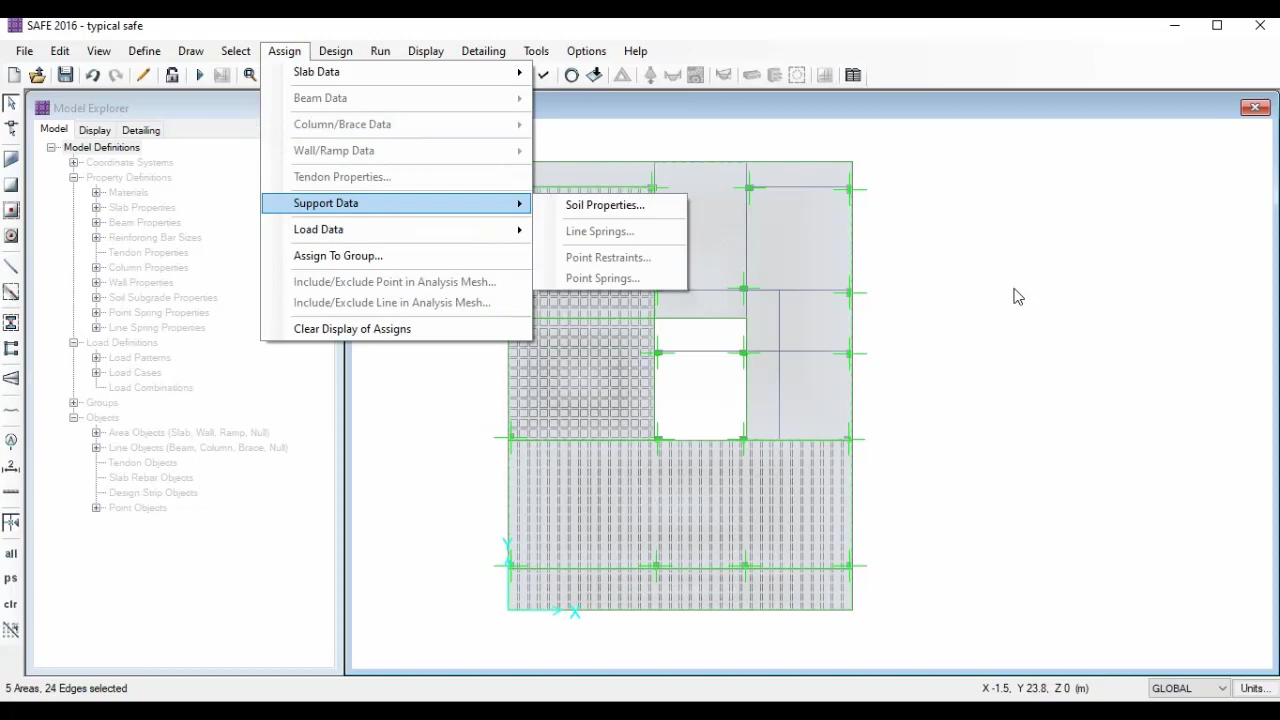 SAFE 2016 - typical safe
File Edit View Define Draw Select Assign Design Run Display Detailing Tools Options Help
Model Explorer
Model Display Detailing
Model Definitions
Coordinate Systems
Property Definitions
Materials
Slab Properties
Beam Properties
Reinforcing Bar Sizes
Tendon Properties
Column Properties
Wall Properties
Soil Subgrade Properties
Point Spring Properties
Line Spring Properties
Load Definitions
Load Patterns
Load Cases
Load Combinations
Groups
Objects
Area Objects (Slab, Wall, Ramp, Null)
Line Objects (Beam, Column, Brace, Null)
Tendon Objects
Slab Rebar Objects
Design Strip Objects
Point Objects
Slab Data
Beam Data
Column/Brace Data
Wall/Ramp Data
Tendon Properties...
Support Data
Load Data
Assign To Group...
Include/Exclude Point in Analysis Mesh...
Include/Exclude Line in Analysis Mesh...
Clear Display of Assigns
Soil Properties...
Line Springs...
Point Restraints...
Point Springs...
all
ps
clr
Y
X
5 Areas, 24 Edges selected
X -1.5, Y 23.8, Z 0 (m)
GLOBAL
Units...